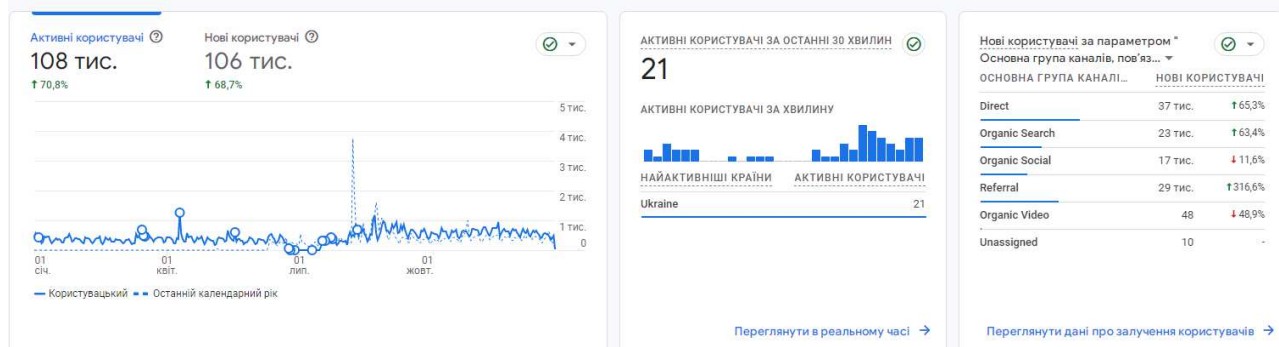 Активні користувачі
Нові користувачі
108 тис.
106 тис.
↑ 70,8%
↑ 68,7%
5 тис.
4 тис.
3 тис.
2 тис.
1 тис.
0
01
січ.
01
квіт.
01
лип.
01
жовт.
Користувацький
Останній календарний рік
АКТИВНІ КОРИСТУВАЧІ ЗА ОСТАННІ 30 ХВИЛИН
21
АКТИВНІ КОРИСТУВАЧІ ЗА ХВИЛИНУ
НАЙАКТИВНІШІ КРАЇНИ АКТИВНІ КОРИСТУВАЧІ
Ukraine 21
Переглянути в реальному часі →
Нові користувачі за параметром "
Основна група каналів, пов’яз...
ОСНОВНА ГРУПА КАНАЛІ... НОВІ КОРИСТУВАЧІ
Direct 37 тис. ↑ 65,3%
Organic Search 23 тис. ↑ 63,4%
Organic Social 17 тис. ↓ 11,6%
Referral 29 тис. ↑ 316,6%
Organic Video 48 ↓ 48,9%
Unassigned 10 -
Переглянути дані про залучення користувачів →